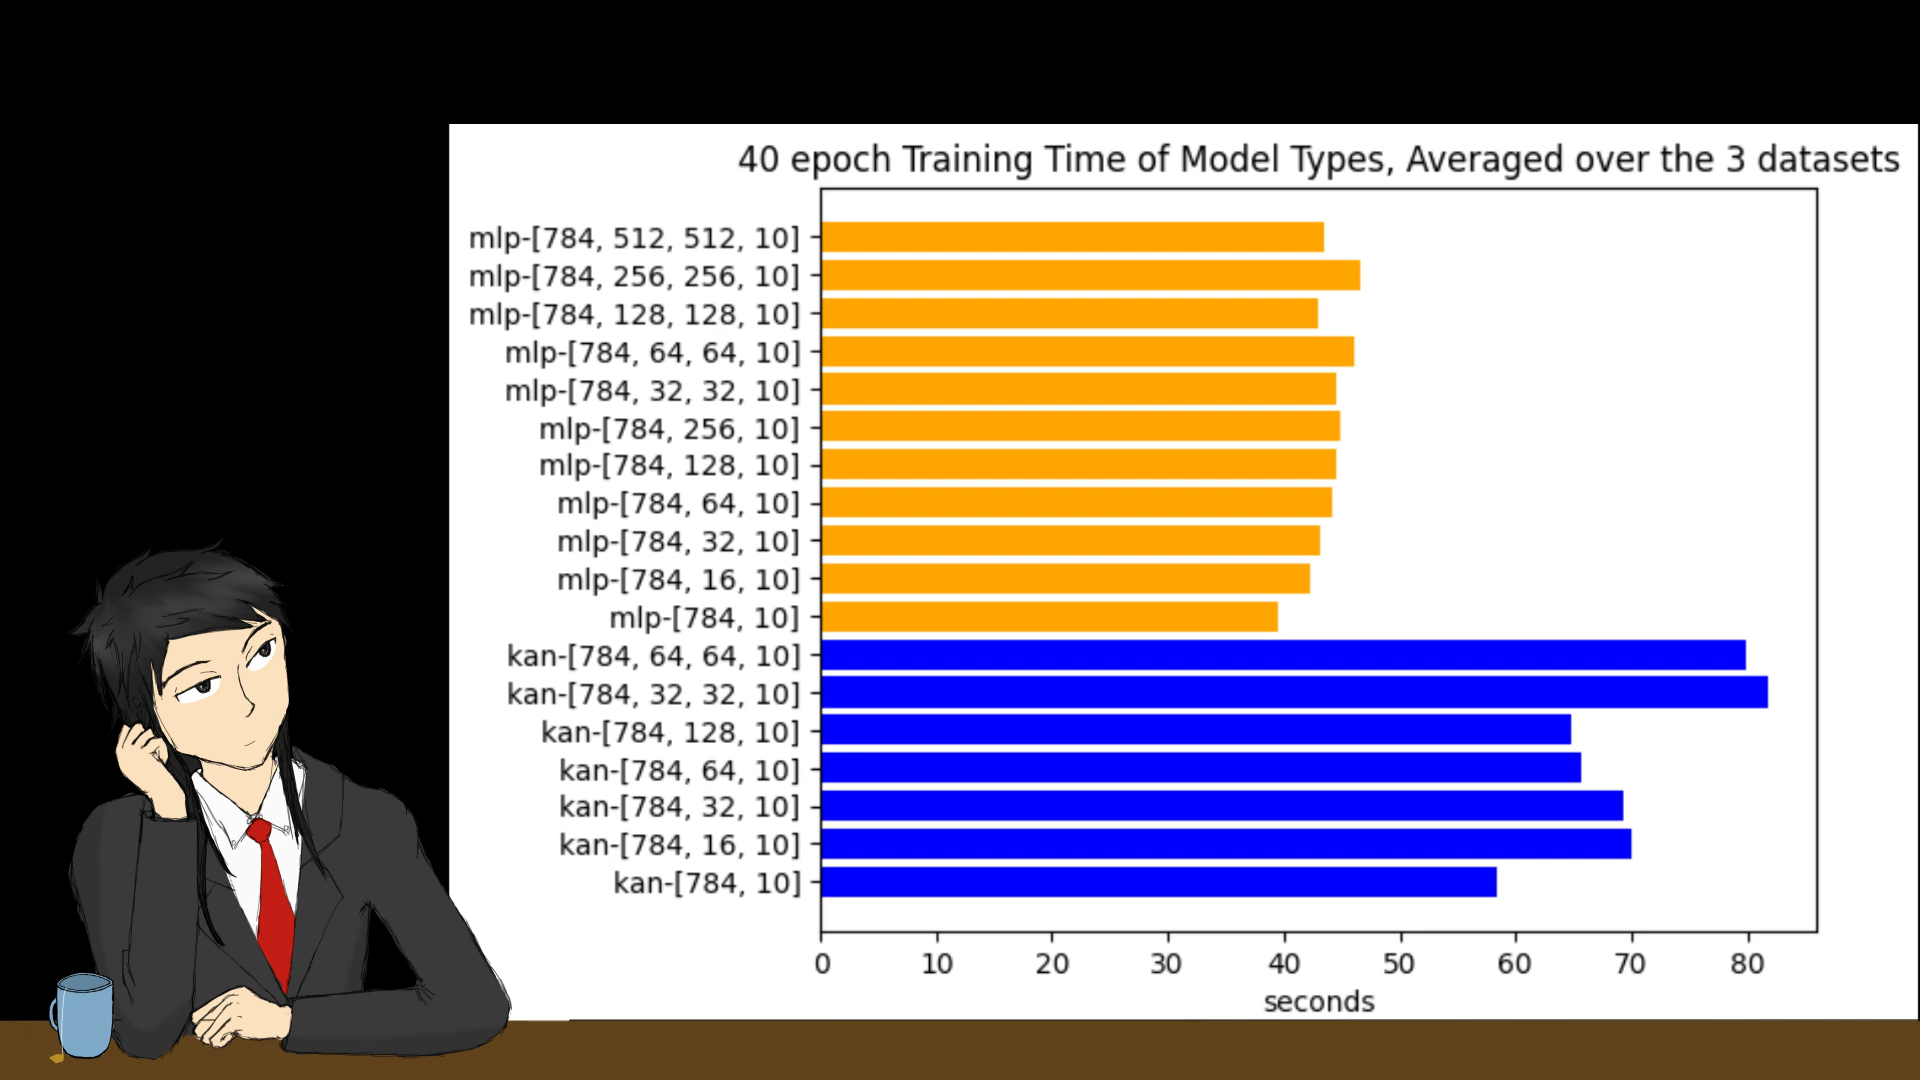 40 epoch Training Time of Model Types, Averaged over the 3 datasets
mlp-[784, 512, 512, 10]
mlp-[784, 256, 256, 10]
mlp-[784, 128, 128, 10]
mlp-[784, 64, 64, 10]
mlp-[784, 32, 32, 10]
mlp-[784, 256, 10]
mlp-[784, 128, 10]
mlp-[784, 64, 10]
mlp-[784, 32, 10]
mlp-[784, 16, 10]
mlp-[784, 10]
kan-[784, 64, 64, 10]
kan-[784, 32, 32, 10]
kan-[784, 128, 10]
kan-[784, 64, 10]
kan-[784, 32, 10]
kan-[784, 16, 10]
kan-[784, 10]
0 10 20 30 40 50 60 70 80
seconds